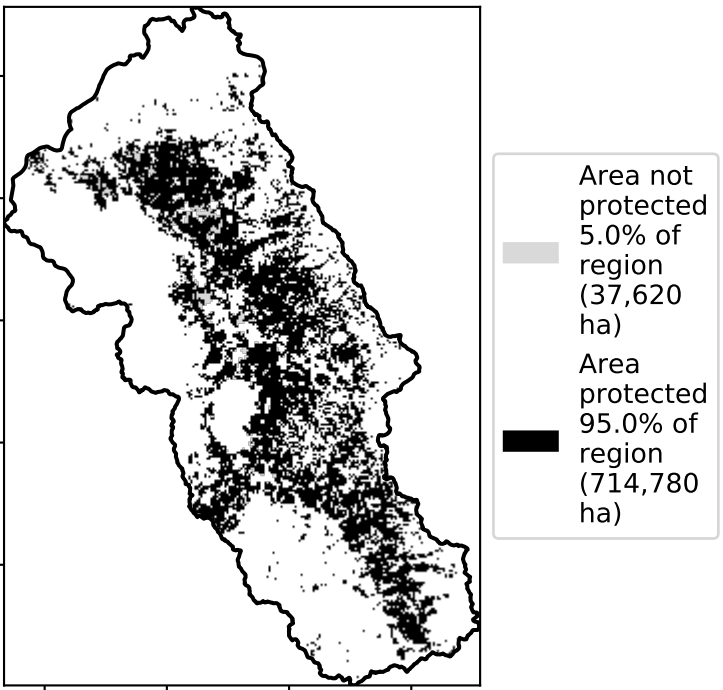 Area not
protected
5.0% of
region
(37,620
ha)
Area
protected
95.0% of
region
(714,780
ha)